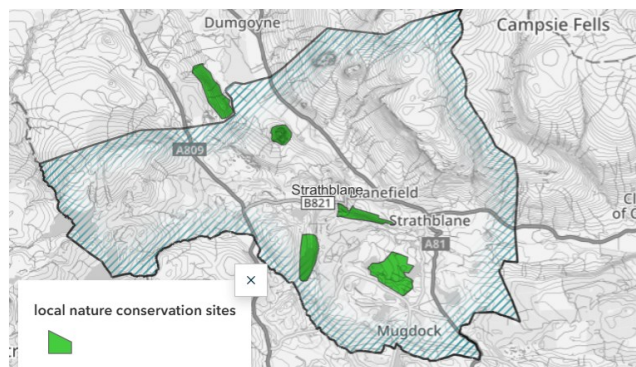 Dumgoyne
Campsie Fells
A809
Strathblane
Blanefield
B821
Strathblane
A81
local nature conservation sites
Mugdock